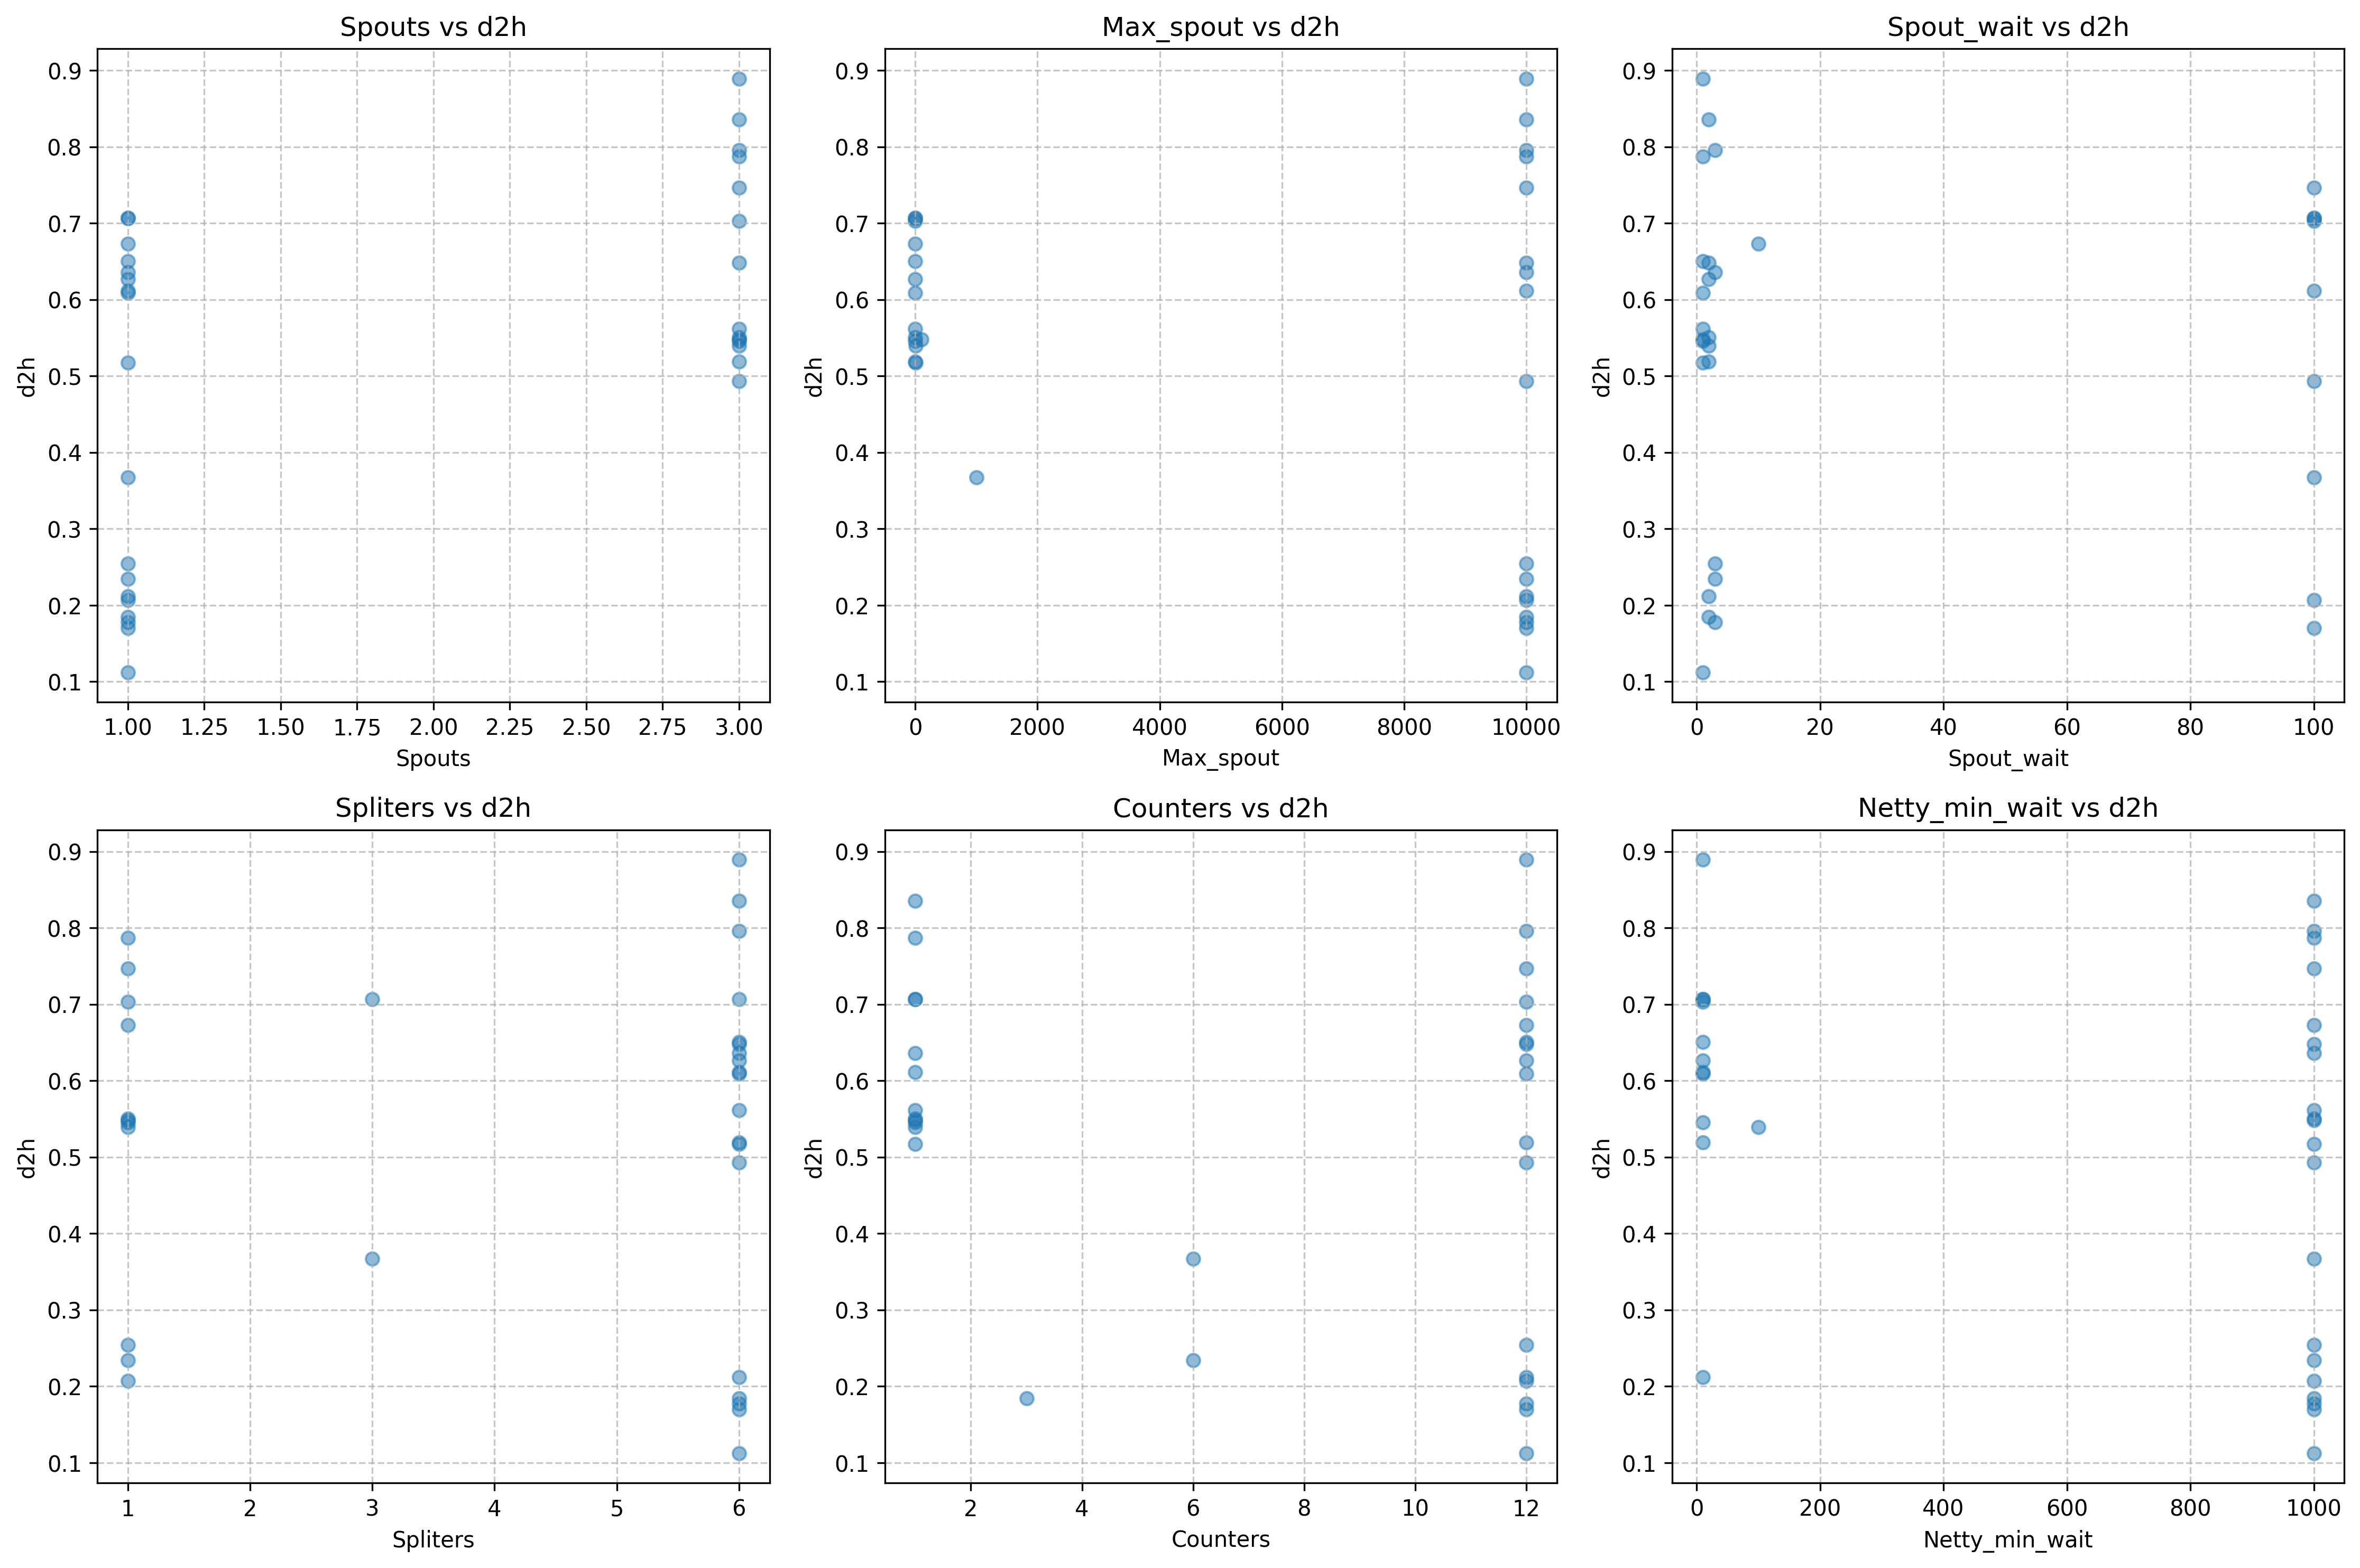 Spouts vs d2h
Max_spout vs d2h
Spout_wait vs d2h
0.9
0.8
0.7
0.6
0.5
0.4
0.3
0.2
0.1
d2h
1.00 1.25 1.50 1.75 2.00 2.25 2.50 2.75 3.00
Spouts
0.9
0.8
0.7
0.6
0.5
0.4
0.3
0.2
0.1
d2h
0 2000 4000 6000 8000 10000
Max_spout
0.9
0.8
0.7
0.6
0.5
0.4
0.3
0.2
0.1
d2h
0 20 40 60 80 100
Spout_wait
Spliters vs d2h
Counters vs d2h
Netty_min_wait vs d2h
0.9
0.8
0.7
0.6
0.5
0.4
0.3
0.2
0.1
d2h
1 2 3 4 5 6
Spliters
0.9
0.8
0.7
0.6
0.5
0.4
0.3
0.2
0.1
d2h
2 4 6 8 10 12
Counters
0.9
0.8
0.7
0.6
0.5
0.4
0.3
0.2
0.1
d2h
0 200 400 600 800 1000
Netty_min_wait